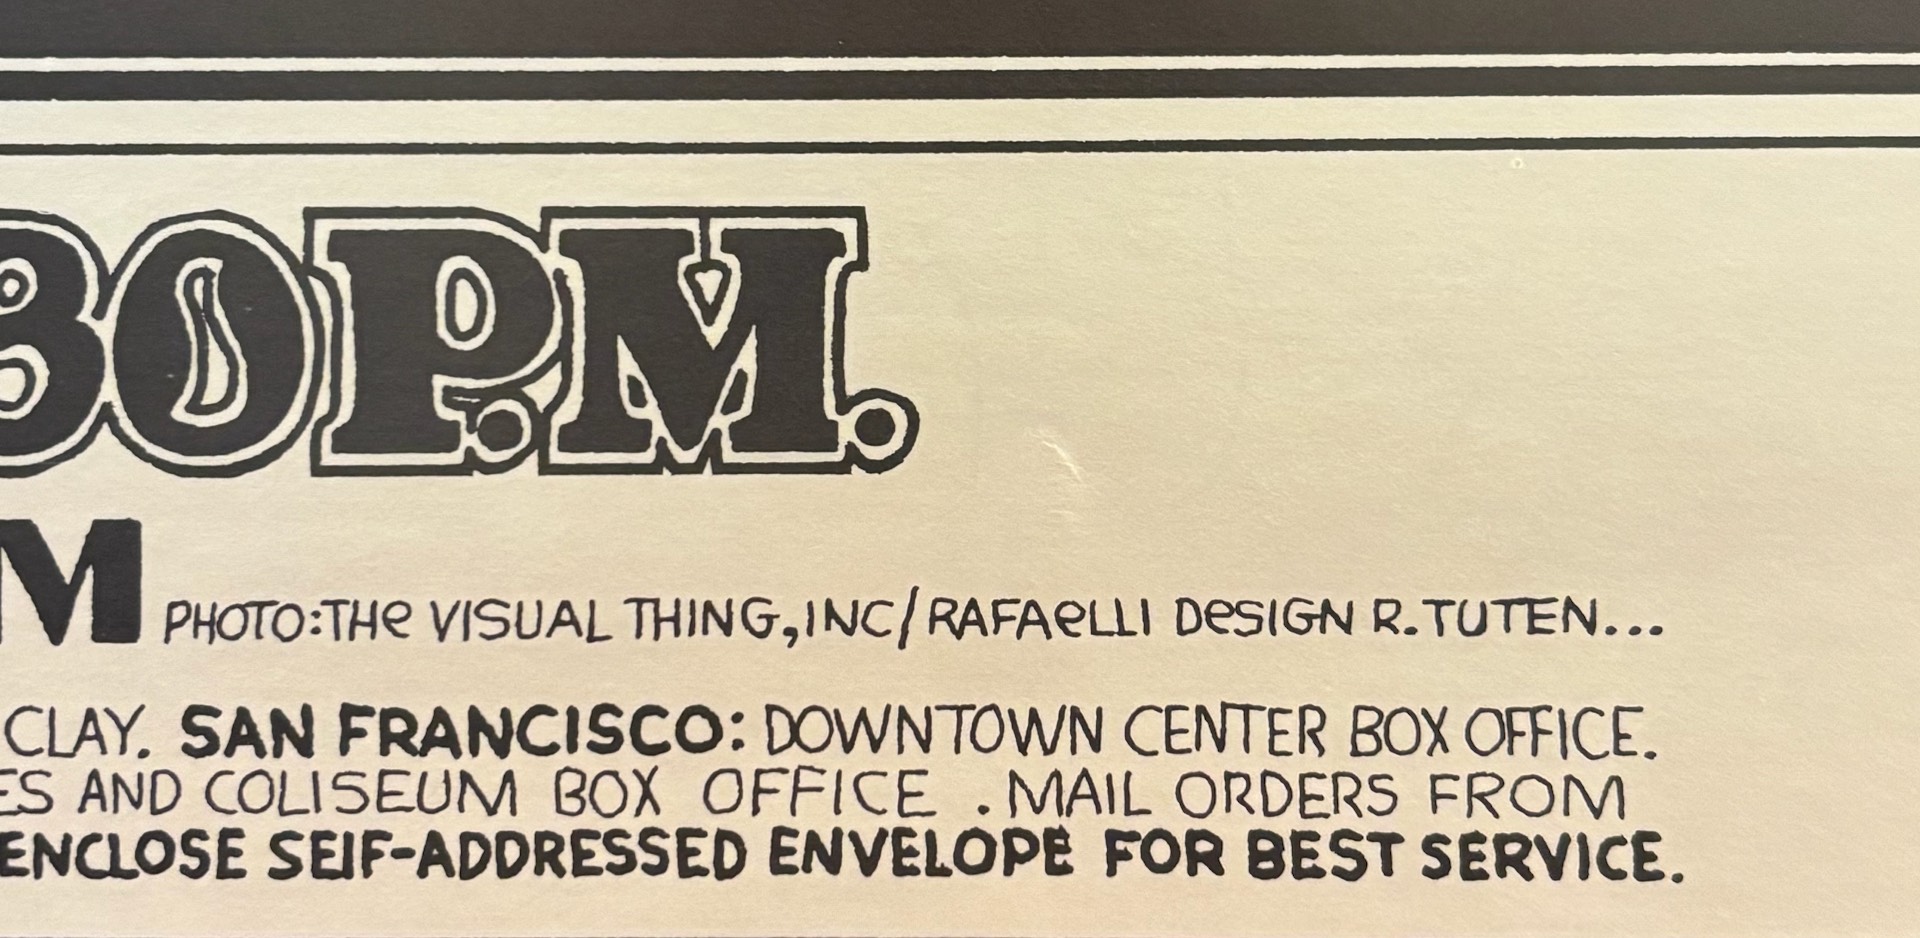 30 P.M.
M PHOTO: THe VISUAL THING, INC/RAFAeLLI DeSIGN R. TUTEN...
CLAY. SAN FRANCISCO: DOWNTOWN CENTER BOX OFFICE.
ES AND COLISEUM BOX OFFICE . MAIL ORDERS FROM
ENCLOSE SELF-ADDRESSED ENVELOPE FOR BEST SERVICE.